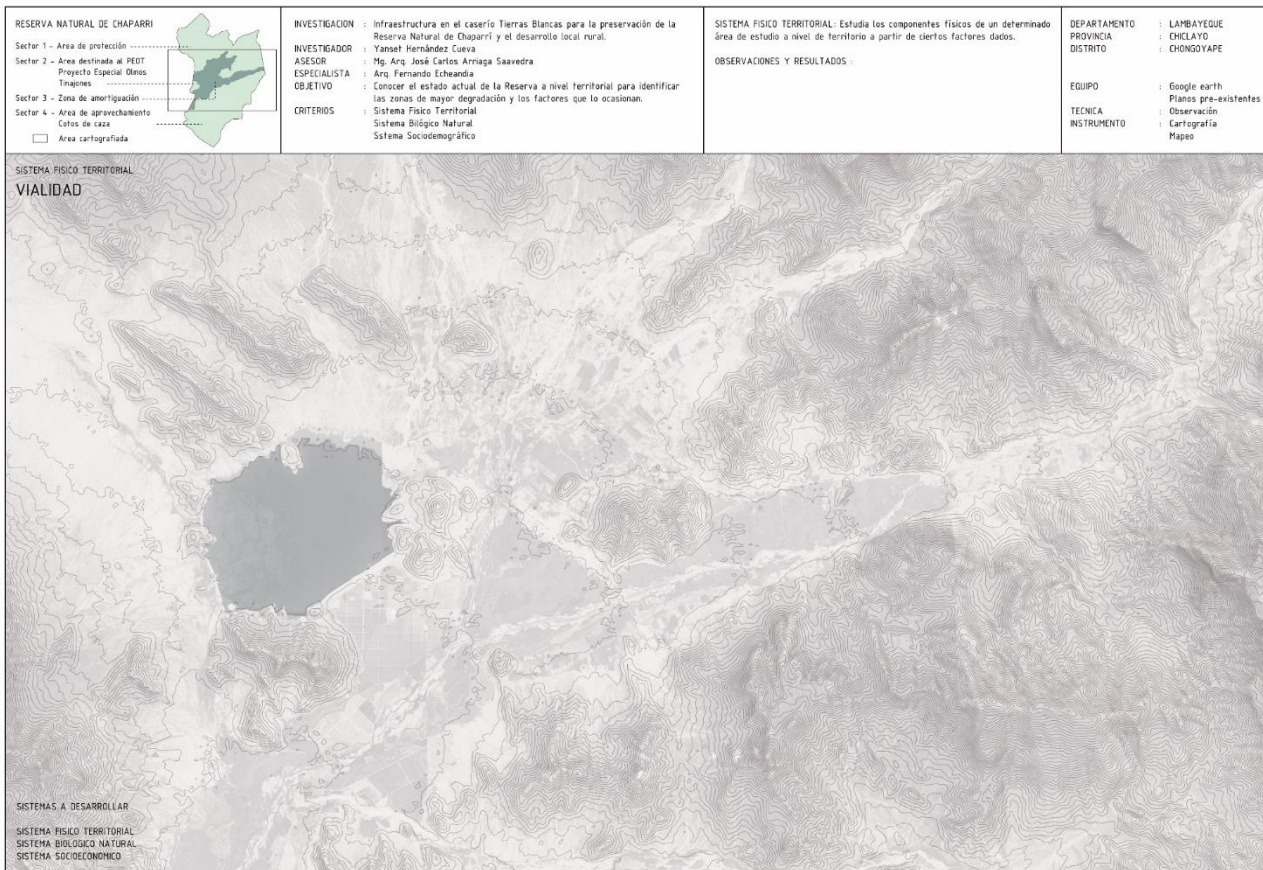 RESERVA NATURAL DE CHAPARRI
Sector 1 - Area de protección
Sector 2 - Area destinada al PEOT
Proyecto Especial Olmos
Tinajones
Sector 3 - Zona de amortiguación
Sector 4 - Area de aprovechamiento
Cotos de caza
Area cartografiada
INVESTIGACION : Infraestructura en el caserío Tierras Blancas para la preservación de la
Reserva Natural de Chaparrí y el desarrollo local rural.
INVESTIGADOR : Yanset Hernández Cueva
ASESOR : Mg. Arq. José Carlos Arriaga Saavedra
ESPECIALISTA : Arq. Fernando Echeandia
OBJETIVO : Conocer el estado actual de la Reserva a nivel territorial para identificar
las zonas de mayor degradación y los factores que lo ocasionan.
CRITERIOS : Sistema Fisico Territorial
Sistema Bilógico Natural
Sstema Sociodemográfico
SISTEMA FISICO TERRITORIAL: Estudia los componentes físicos de un determinado
área de estudio a nivel de territorio a partir de ciertos factores dados.
OBSERVACIONES Y RESULTADOS :
DEPARTAMENTO : LAMBAYEQUE
PROVINCIA : CHICLAYO
DISTRITO : CHONGOYAPE
EQUIPO : Google earth
Planos pre-existentes
TECNICA : Observación
INSTRUMENTO : Cartografía
Mapeo
SISTEMA FISICO TERRITORIAL
VIALIDAD
SISTEMAS A DESARROLLAR
SISTEMA FISICO TERRITORIAL
SISTEMA BIOLOGICO NATURAL
SISTEMA SOCIOECONOMICO